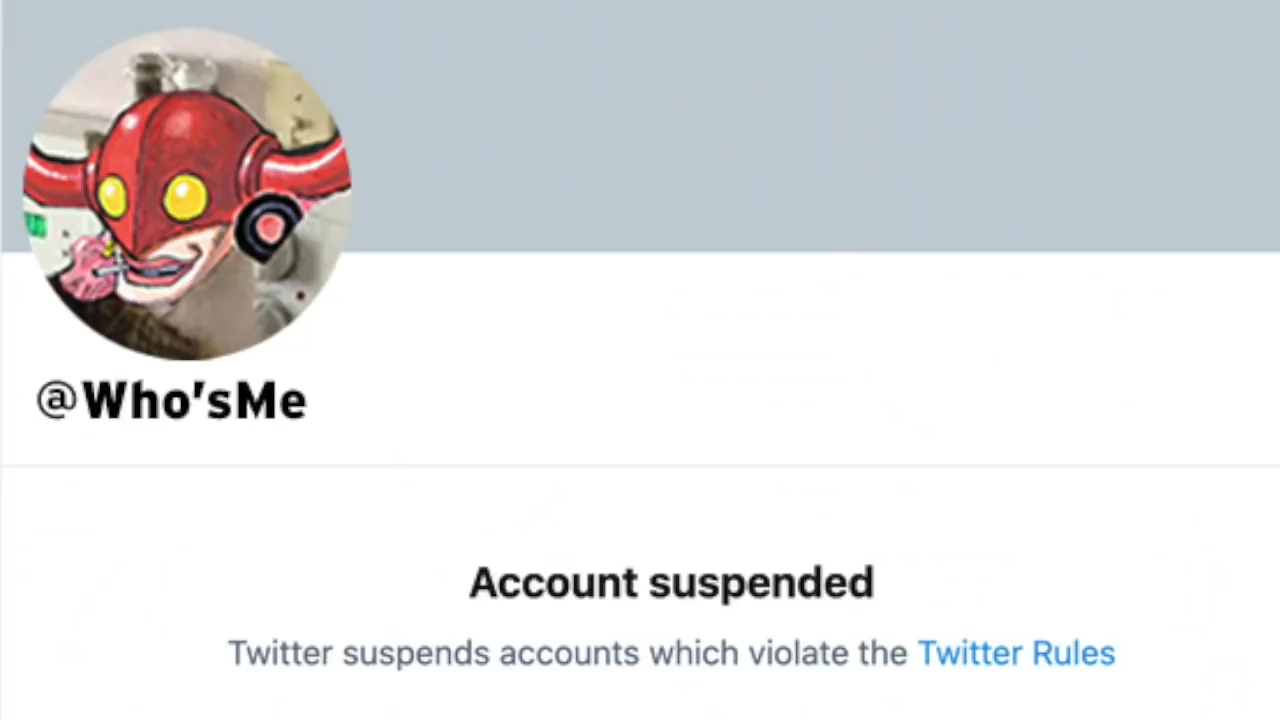 @Who'sMe
Account suspended
Twitter suspends accounts which violate the Twitter Rules